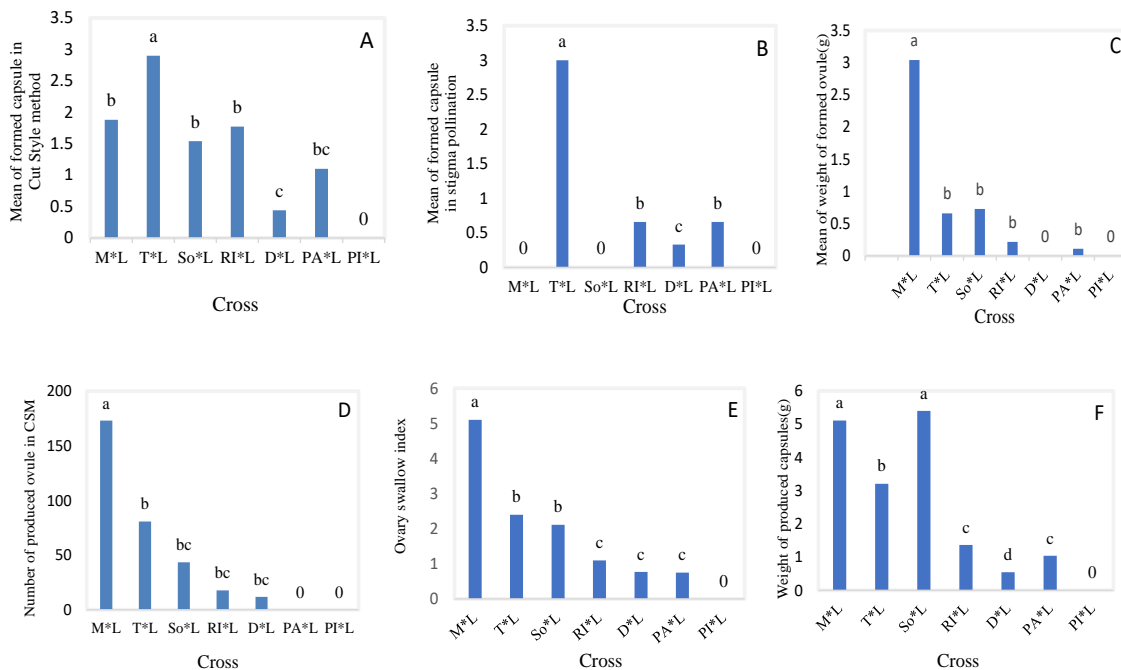 A
Mean of formed capsule in
Cut Style method
3.5
3
2.5
2
1.5
1
0.5
0
b
a
b
b
c
bc
0
M*L T*L So*L RI*L D*L PA*L PI*L
Cross
B
Mean of formed capsule
in stigma pollination
3.5
3
2.5
2
1.5
1
0.5
0
0
a
0
b
c
b
0
M*L T*L So*L RI*L D*L PA*L PI*L
Cross
C
Mean of weight of formed ovule(g)
3.5
3
2.5
2
1.5
1
0.5
0
a
b
b
b
0
b
0
M*L T*L So*L RI*L D*L PA*L PI*L
Cross
D
Number of produced ovule in CSM
200
150
100
50
0
a
b
bc
bc
bc
0
0
M*L T*L So*L RI*L D*L PA*L PI*L
Cross
E
Ovary swallow index
6
5
4
3
2
1
0
a
b
b
c
c
c
0
M*L T*L So*L RI*L D*L PA*L PI*L
Cross
F
Weight of produced capsules(g)
6
5
4
3
2
1
0
a
b
a
c
d
c
0
M*L T*L So*L RI*L D*L PA*L PI*L
Cross